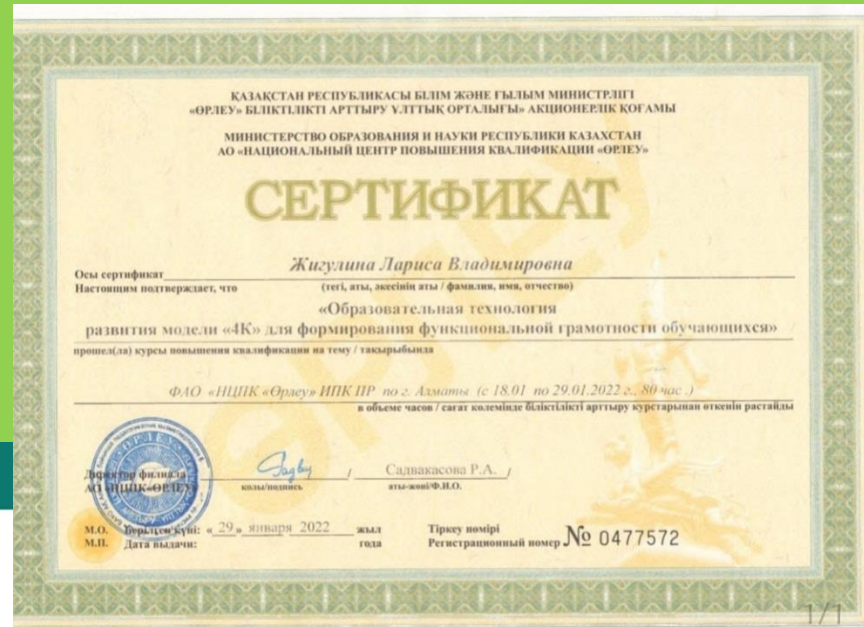 ҚАЗАҚСТАН РЕСПУБЛИКАСЫ БІЛІМ ЖӘНЕ ҒЫЛЫМ МИНИСТРЛІГІ
«ӨРЛЕУ» БІЛІКТІЛІКТІ АРТТЫРУ ҰЛТТЫҚ ОРТАЛЫҒЫ» АКЦИОНЕРЛІК ҚОҒАМЫ
МИНИСТЕРСТВО ОБРАЗОВАНИЯ И НАУКИ РЕСПУБЛИКИ КАЗАХСТАН
АО «НАЦИОНАЛЬНЫЙ ЦЕНТР ПОВЫШЕНИЯ КВАЛИФИКАЦИИ «ӨРЛЕУ»
СЕРТИФИКАТ
Осы сертификат Жигулина Лариса Владимировна
Настоящим подтверждает, что (тегі, аты, әкесінің аты / фамилия, имя, отчество)
«Образовательная технология
развития модели «4К» для формирования функциональной грамотности обучающихся»
прошел(ла) курсы повышения квалификации на тему / тақырыбында
ФАО «НЦПК «Өрлеу» ИПК ПР по г. Алматы (с 18.01 по 29.01.2022 г., 80 час .)
в объеме часов / сағат көлемінде біліктілікті арттыру курстарынан өткенін растайды
Директор филиала / Садвакасова Р.А. /
АО «НЦПК «ӨРЛЕУ» қолы/подпись аты-жөні/Ф.И.О.
М.О. Берілген күні: « 29 » января 2022 жыл Тіркеу нөмірі
М.П. Дата выдачи: года Регистрационный номер № 0477572
1/1